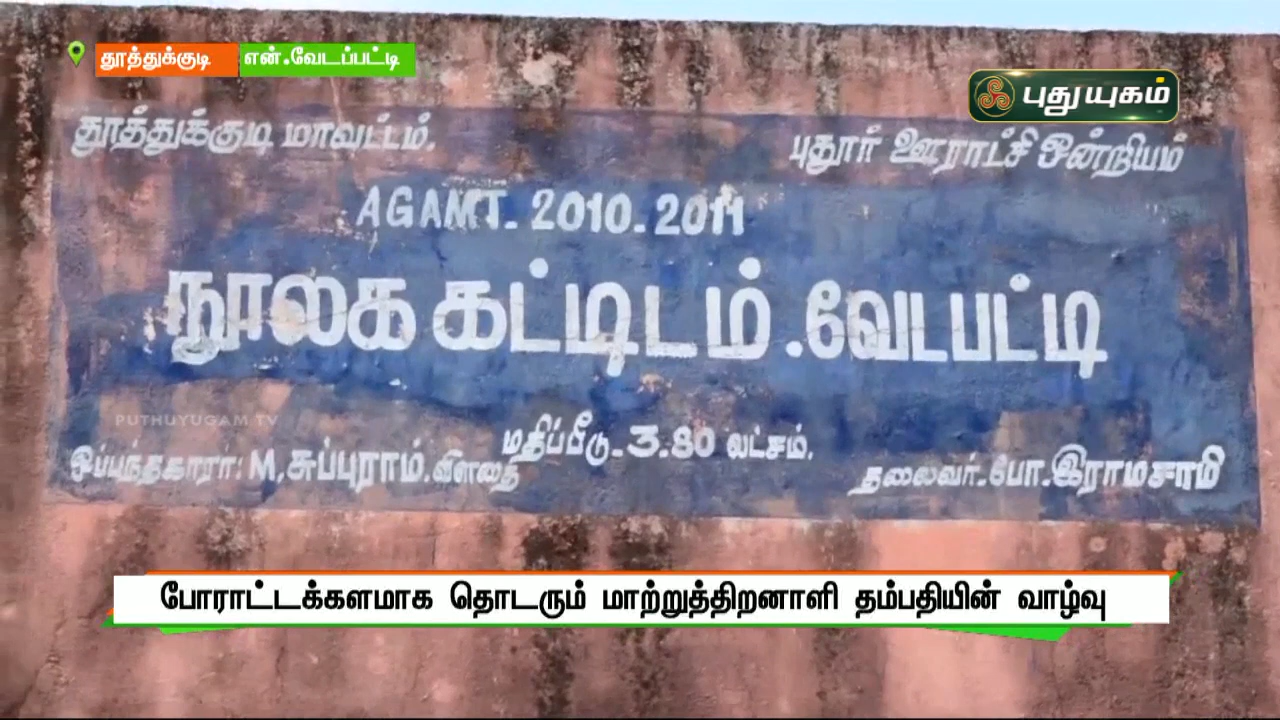 தூத்துக்குடி என்.வேடப்பட்டி
புதுயுகம்
தூத்துக்குடி மாவட்டம். புதூர் ஊராட்சி ஒன்றியம்
AGAMT. 2010.2011
நூலக கட்டிடம்.வேடபட்டி
PUTHUYUGAM TV
மதிப்பீடு.3.80 லட்சம்.
ஒப்பந்தகாரர்: M.சுப்புராம்.விளாத்தை தலைவர்.போ.இராமசாமி
போராட்டக்களமாக தொடரும் மாற்றுத்திறனாளி தம்பதியின் வாழ்வு